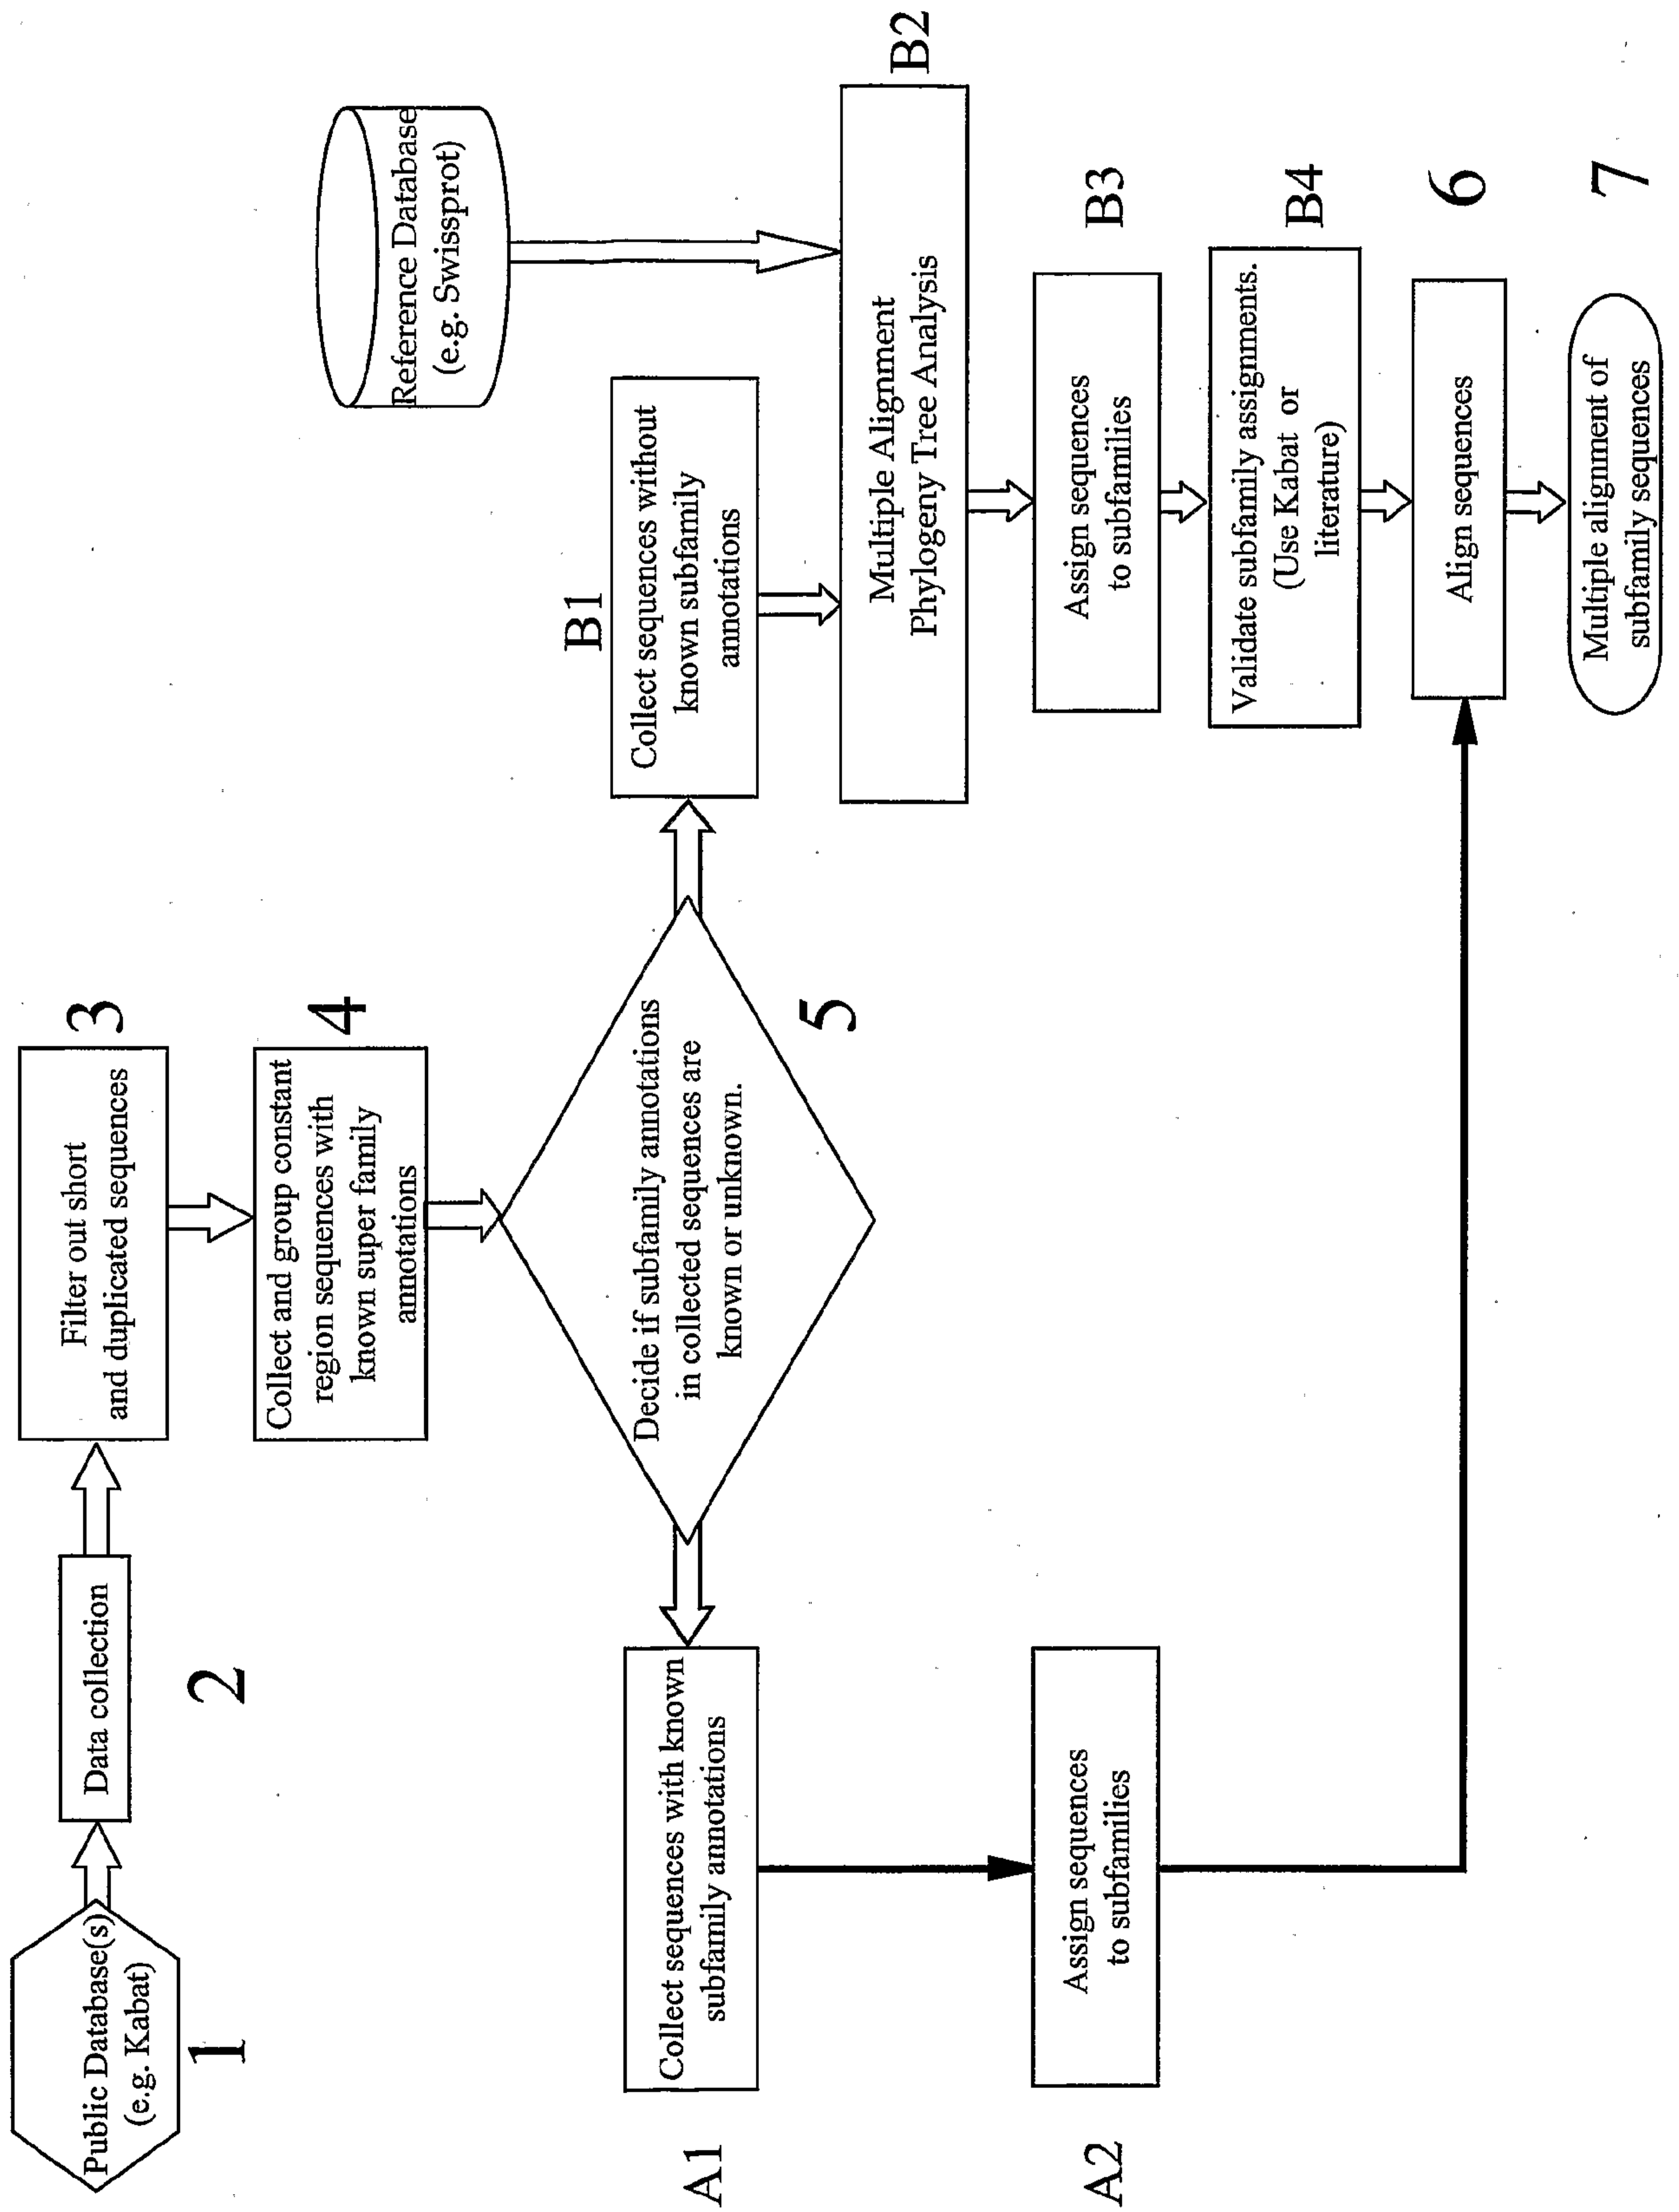 Public Database(s)
(e.g. Kabat)
1
Data collection
2
Filter out short
and duplicated sequences
3
Collect and group constant
region sequences with
known super family
annotations
4
Decide if subfamily annotations
in collected sequences are
known or unknown.
5
A1
Collect sequences with known
subfamily annotations
A2
Assign sequences
to subfamilies
B1
Collect sequences without
known subfamily
annotations
Reference Database
(e.g. Swissprot)
Multiple Alignment
Phylogeny Tree Analysis
B2
Assign sequences
to subfamilies
B3
Validate subfamily assignments.
(Use Kabat or
literature)
B4
Align sequences
6
Multiple alignment of
subfamily sequences
7